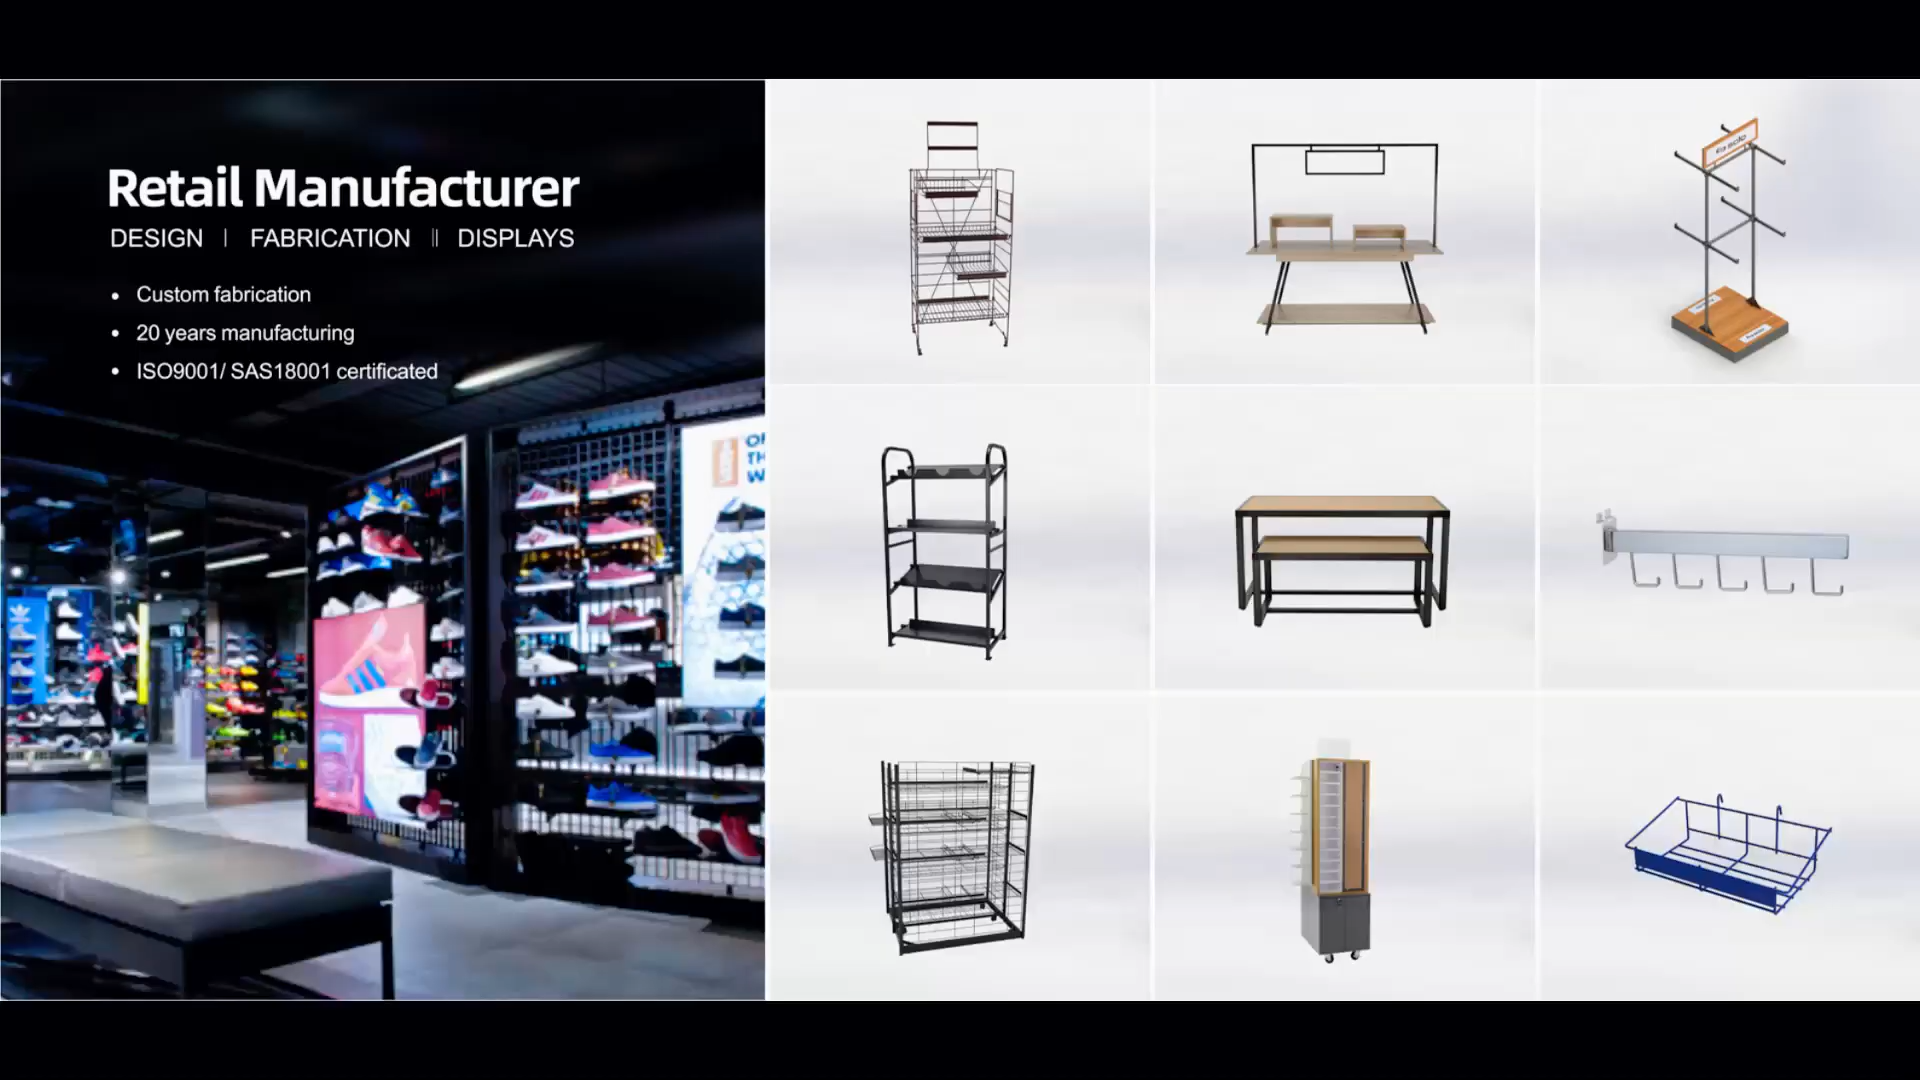 Retail Manufacturer
DESIGN | FABRICATION || DISPLAYS
• Custom fabrication
• 20 years manufacturing
• ISO9001/ SAS18001 certificated